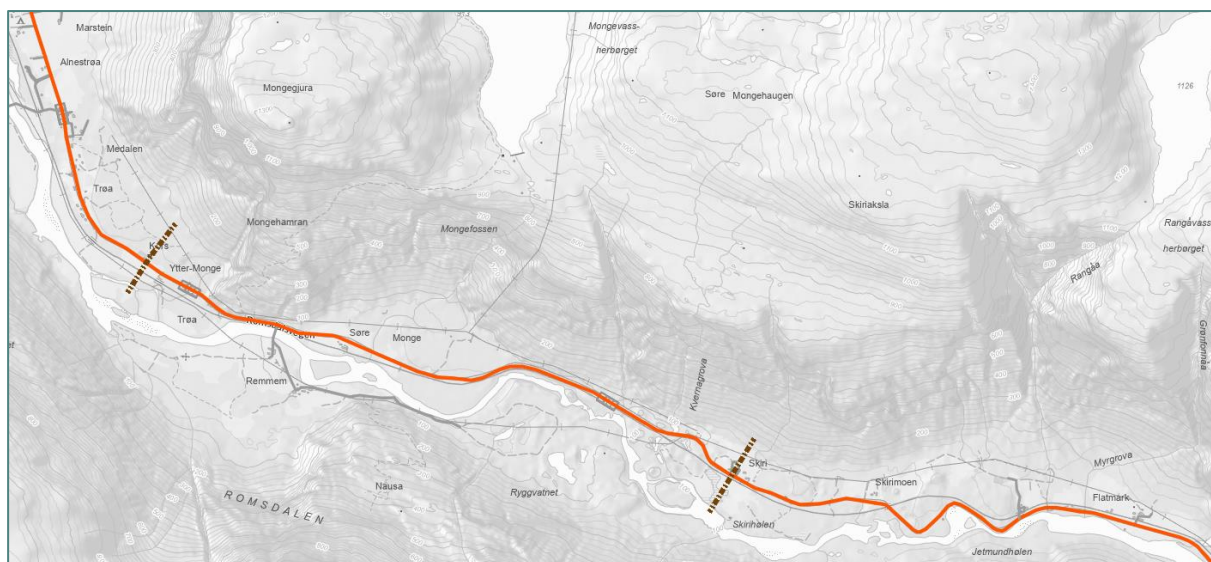 Marstein
Alnestrøa
Medalen
Trøa
Mongegjura
Mongevass-
herbørget
Søre
Mongehaugen
1126
Skiriaksla
Mongehamran
Mongefossen
Rangåvass-
herbørget
Rangåa
Grønfonnåa
Ytter-Monge
Trøa
Romsdalsvegen
Søre
Monge
Remmem
Kvernagrova
Nausa
Ryggvatnet
ROMSDALEN
Skiri
Skirimoen
Skirihølen
Myrgrova
Flatmark
Jetmundhølen